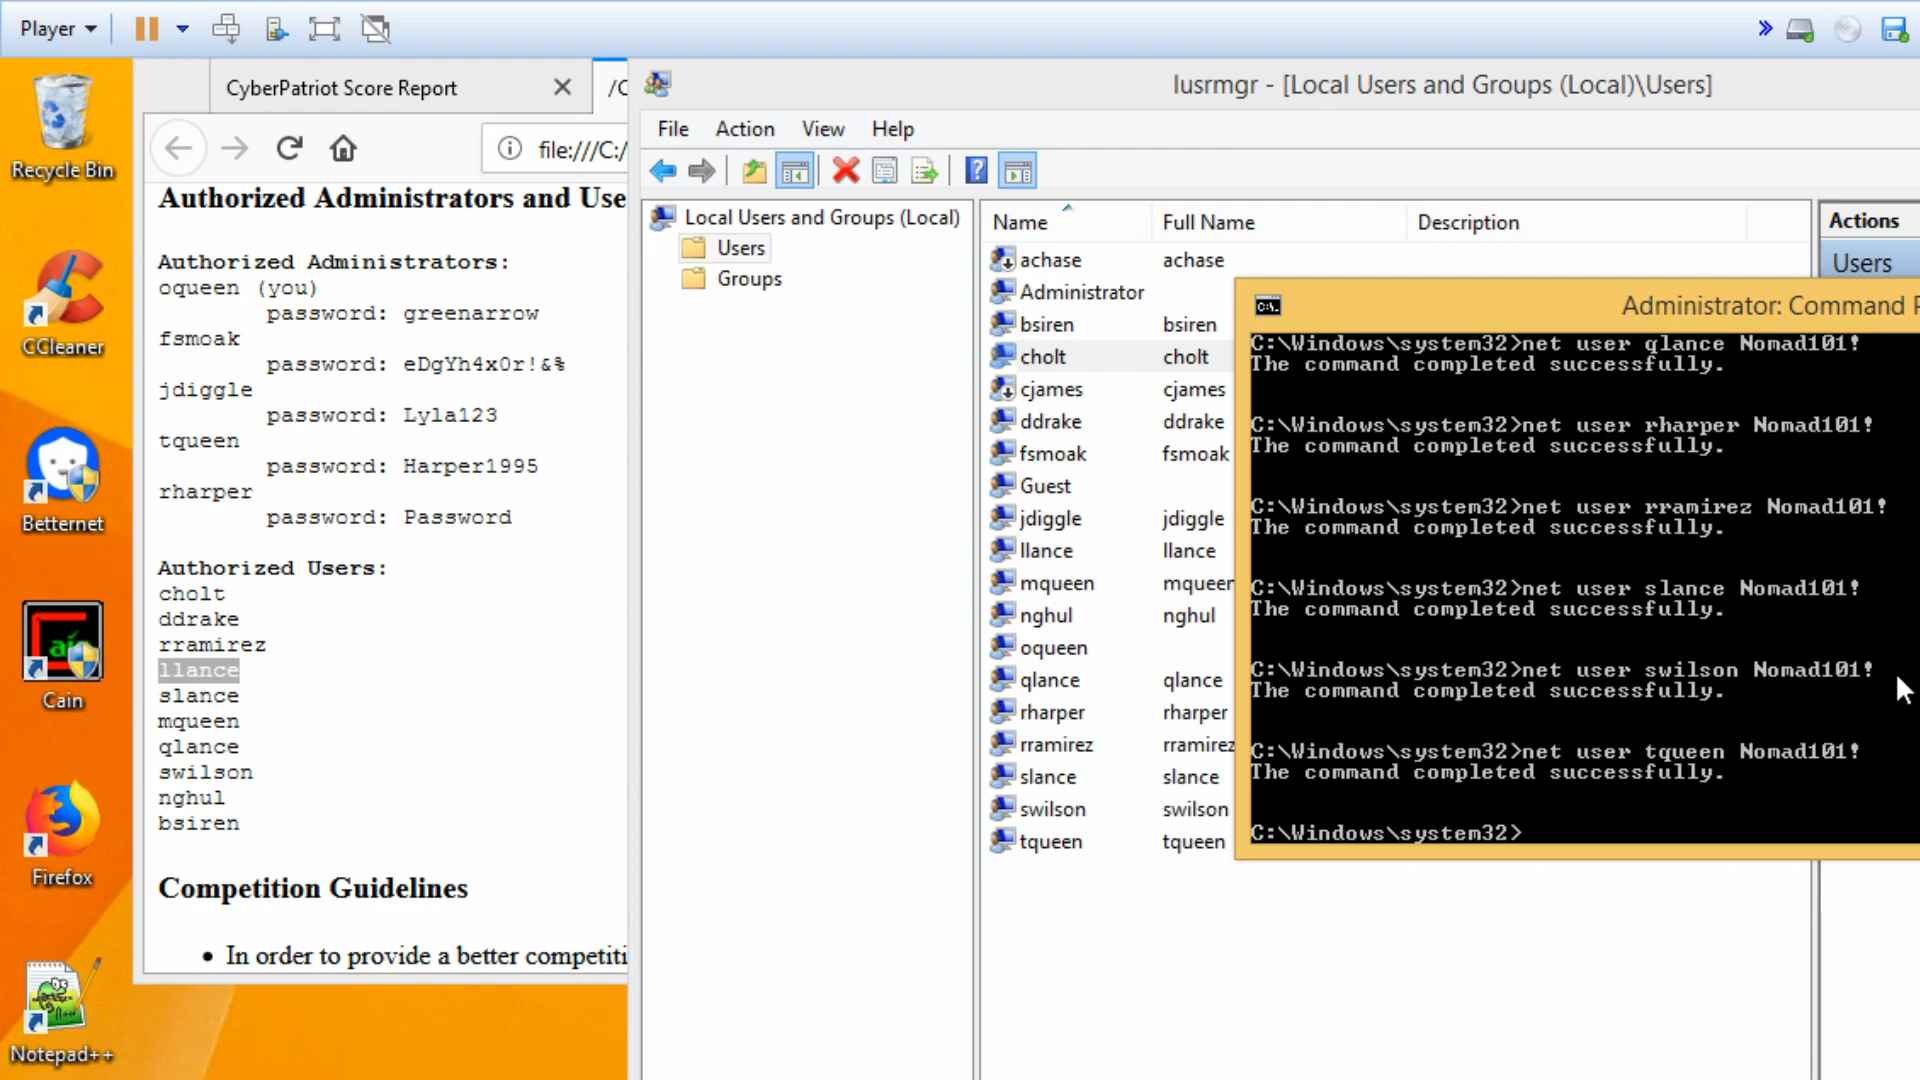 Player
Recycle Bin
CCleaner
Betternet
Cain
Firefox
Notepad++
CyberPatriot Score Report
file:///C:/
Authorized Administrators and Use
Authorized Administrators:
oqueen (you)
password: greenarrow
fsmoak
password: eDgYh4x0r!&%
jdiggle
password: Lyla123
tqueen
password: Harper1995
rharper
password: Password
Authorized Users:
cholt
ddrake
rramirez
llance
slance
mqueen
qlance
swilson
nghul
bsiren
Competition Guidelines
• In order to provide a better competiti
lusrmgr - [Local Users and Groups (Local)\Users]
File Action View Help
Local Users and Groups (Local)
Users
Groups
Name Full Name Description
achase achase
Administrator
bsiren bsiren
cholt cholt
cjames cjames
ddrake ddrake
fsmoak fsmoak
Guest
jdiggle jdiggle
llance llance
mqueen mqueen
nghul nghul
oqueen
qlance qlance
rharper rharper
rramirez rramirez
slance slance
swilson swilson
tqueen tqueen
Actions
Users
Administrator: Command P
C:\Windows\system32>net user qlance Nomad101!
The command completed successfully.
C:\Windows\system32>net user rharper Nomad101!
The command completed successfully.
C:\Windows\system32>net user rramirez Nomad101!
The command completed successfully.
C:\Windows\system32>net user slance Nomad101!
The command completed successfully.
C:\Windows\system32>net user swilson Nomad101!
The command completed successfully.
C:\Windows\system32>net user tqueen Nomad101!
The command completed successfully.
C:\Windows\system32>